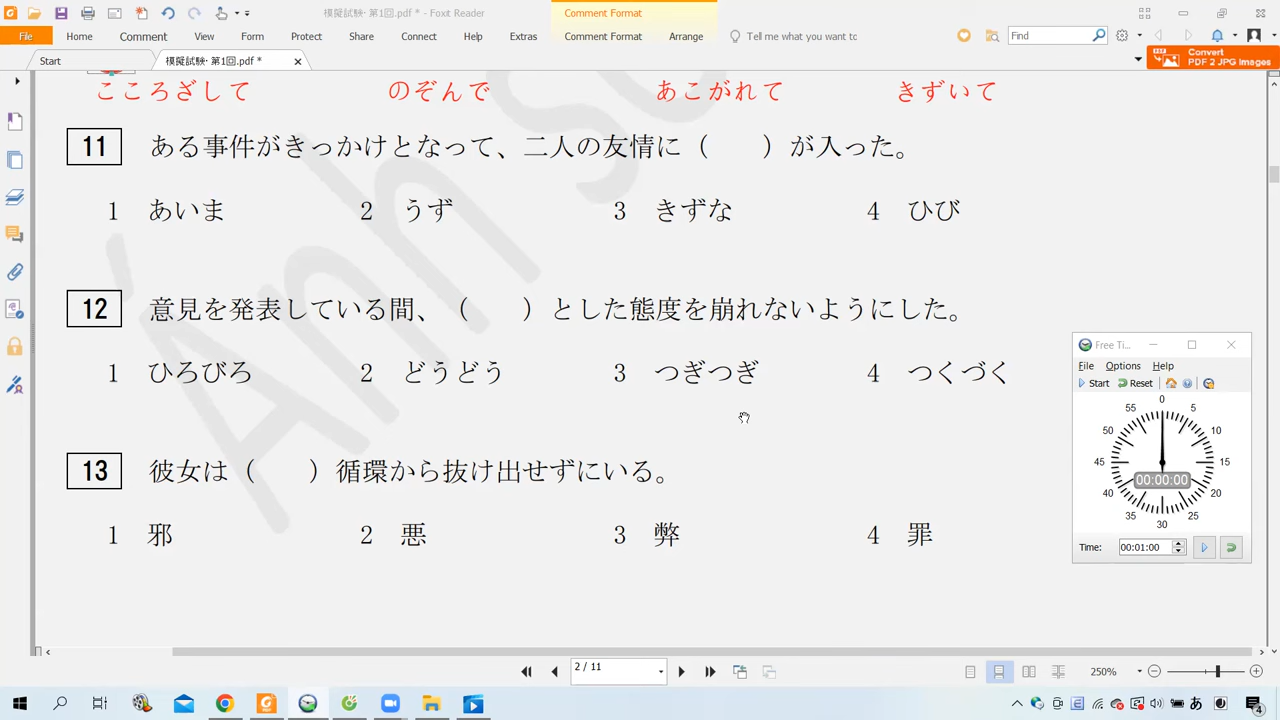 模擬試験- 第1回.pdf * - Foxit Reader
Comment Format
File Home Comment View Form Protect Share Connect Help Extras Comment Format Arrange Tell me what you want to Find
Start 模擬試験- 第1回.pdf *
Convert
PDF 2 JPG Images
こころざして のぞんで あこがれて きずいて
11 ある事件がきっかけとなって、二人の友情に（ ）が入った。
1 あいま 2 うず 3 きずな 4 ひび
12 意見を発表している間、（ ）とした態度を崩れないようにした。
1 ひろびろ 2 どうどう 3 つぎつぎ 4 つくづく
13 彼女は（ ）循環から抜け出せずにいる。
1 邪 2 悪 3 弊 4 罪
Ánh s
Free Ti...
File Options Help
Start Reset
0
55 5
50 10
45 15
40 20
35 25
30
00:00:00
Time: 00:01:00
2 / 11
250%
あ
4